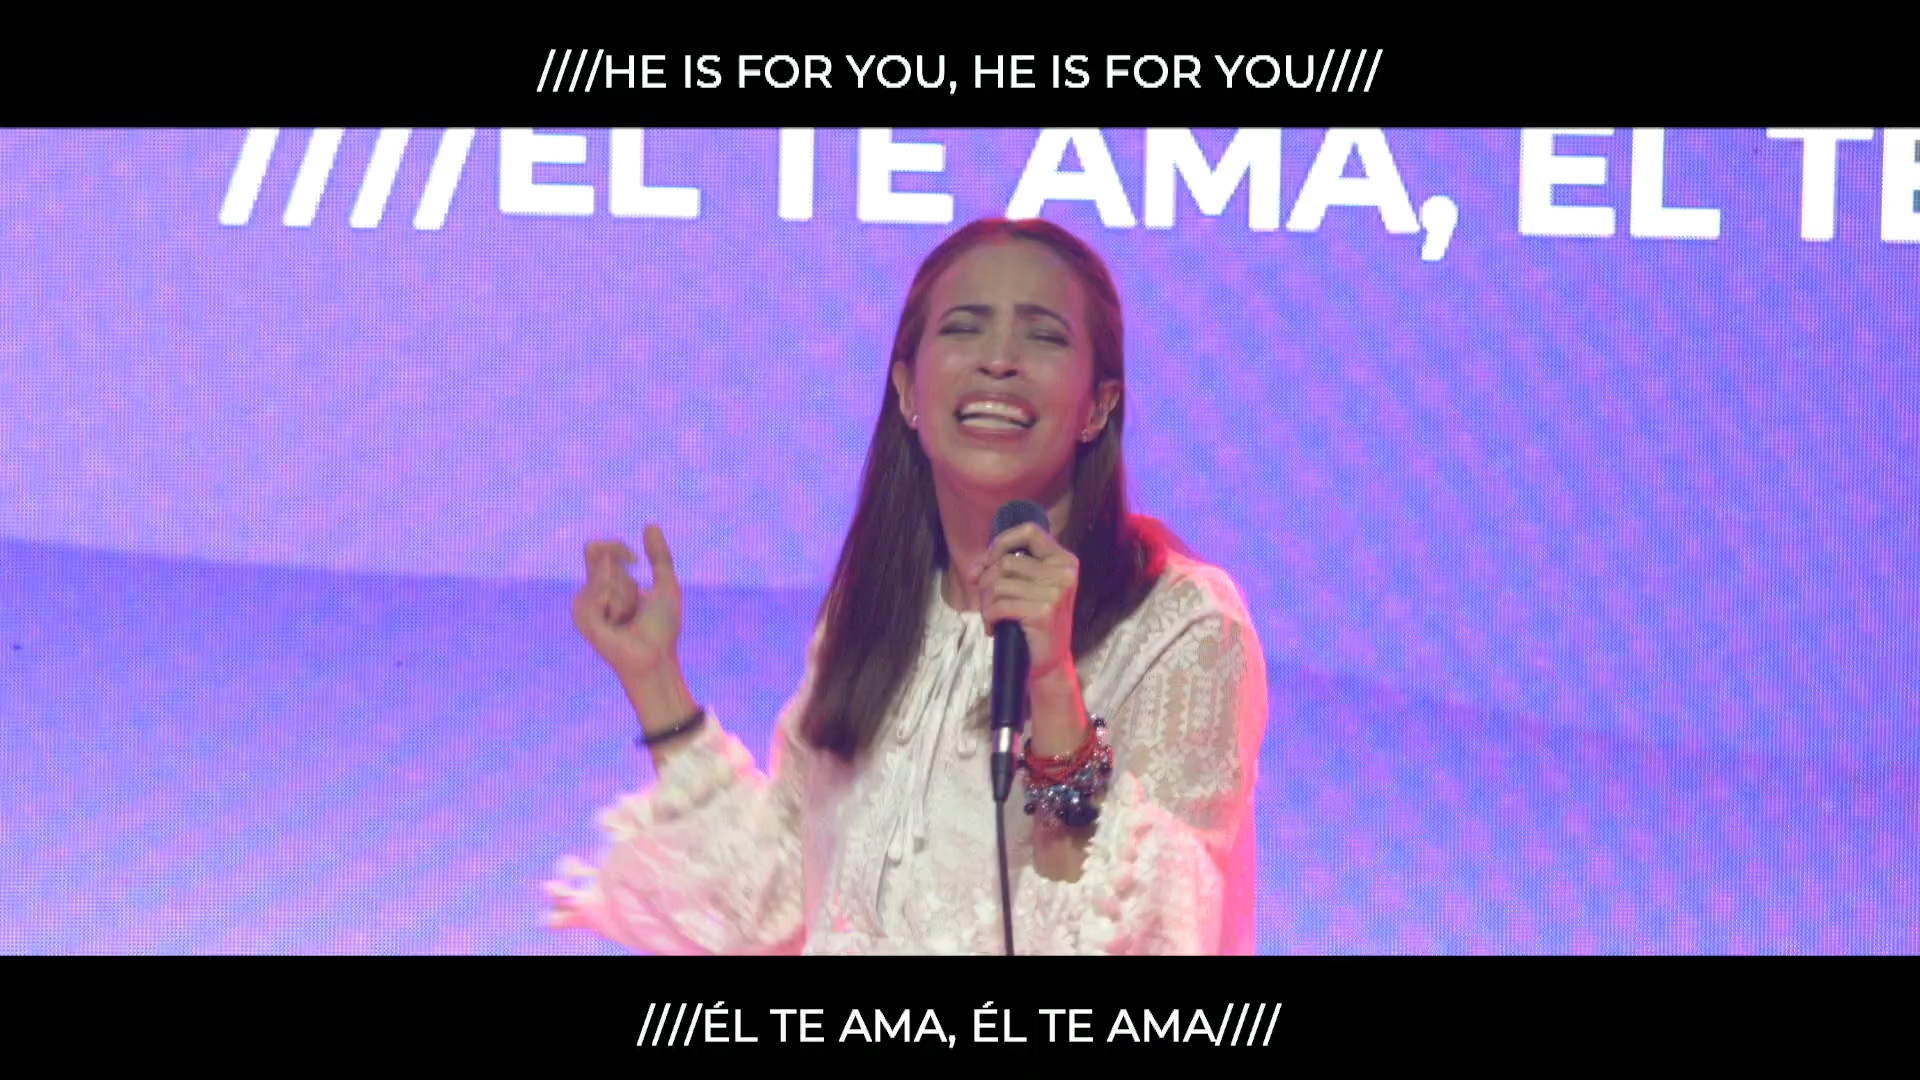 ////HE IS FOR YOU, HE IS FOR YOU////
////ÉL TE AMA, ÉL TE
////ÉL TE AMA, ÉL TE AMA////